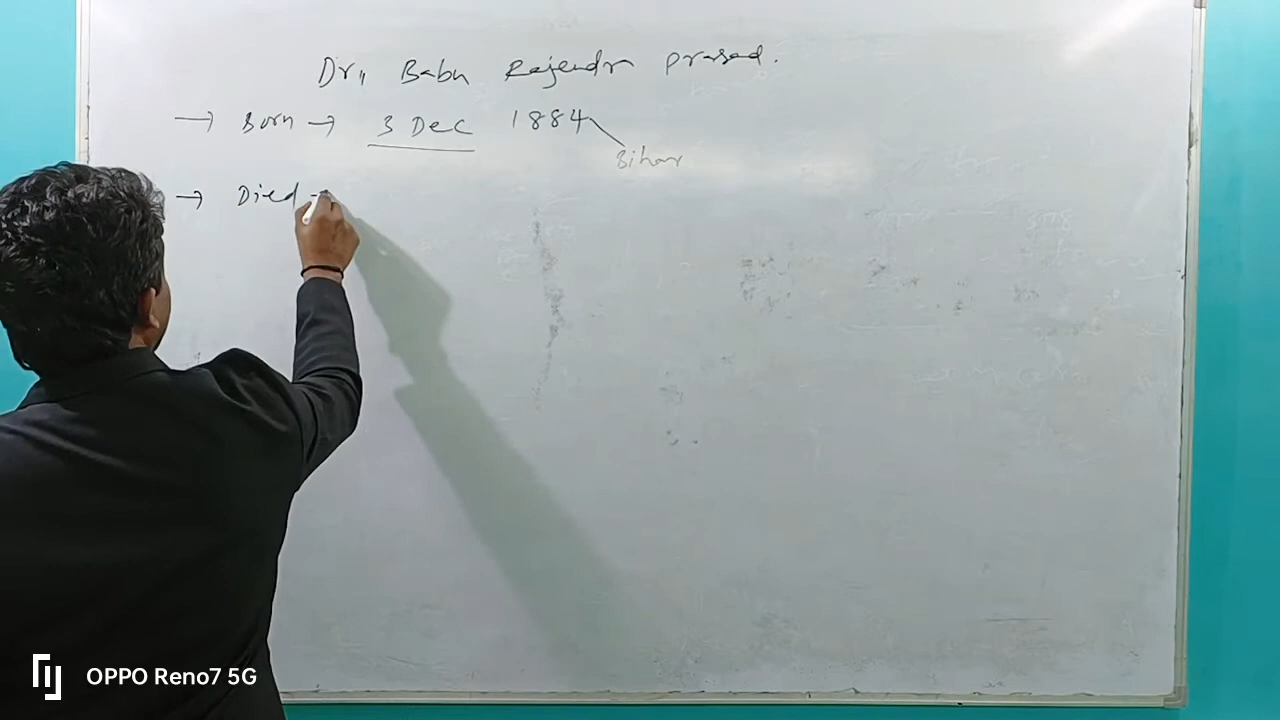 Dr,, Babu Rajendra prasad.
→ Born → 3 Dec 1884
Bihar
→ Died →
OPPO Reno7 5G